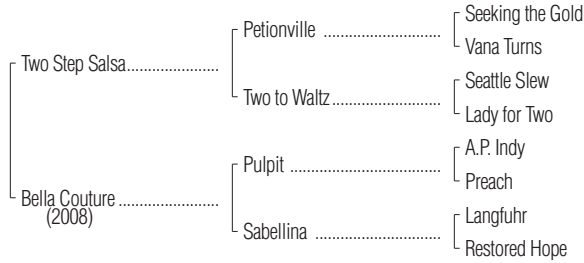 Seeking the Gold
Petionville ..............................
Vana Turns
Two Step Salsa.......................
Seattle Slew
Two to Waltz...........................
Lady for Two
A.P. Indy
Pulpit .....................................
Preach
Bella Couture .........................
(2008)
Langfuhr
Sabellina ...............................
Restored Hope